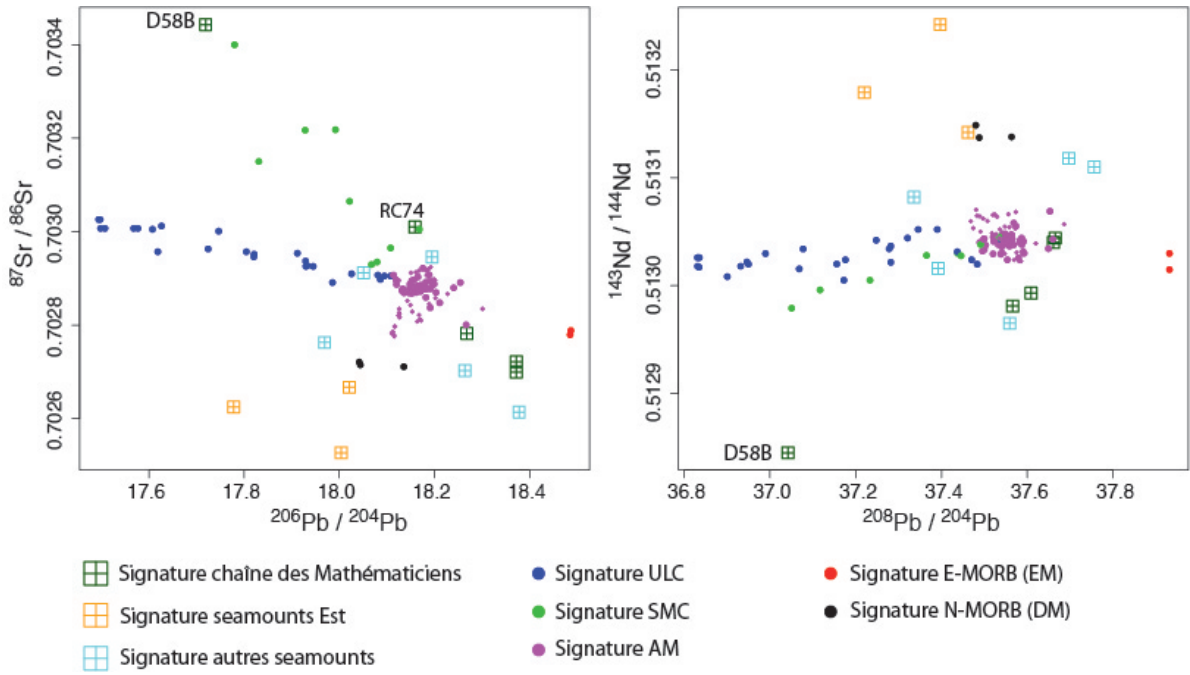 D58B
RC74
0.7034
0.7032
0.7030
0.7028
0.7026
87Sr / 86Sr
17.6 17.8 18.0 18.2 18.4
206Pb / 204Pb
0.5132
0.5131
0.5130
0.5129
143Nd / 144Nd
D58B
36.8 37.0 37.2 37.4 37.6 37.8
208Pb / 204Pb
Signature chaîne des Mathématiciens
Signature seamounts Est
Signature autres seamounts
Signature ULC
Signature SMC
Signature AM
Signature E-MORB (EM)
Signature N-MORB (DM)